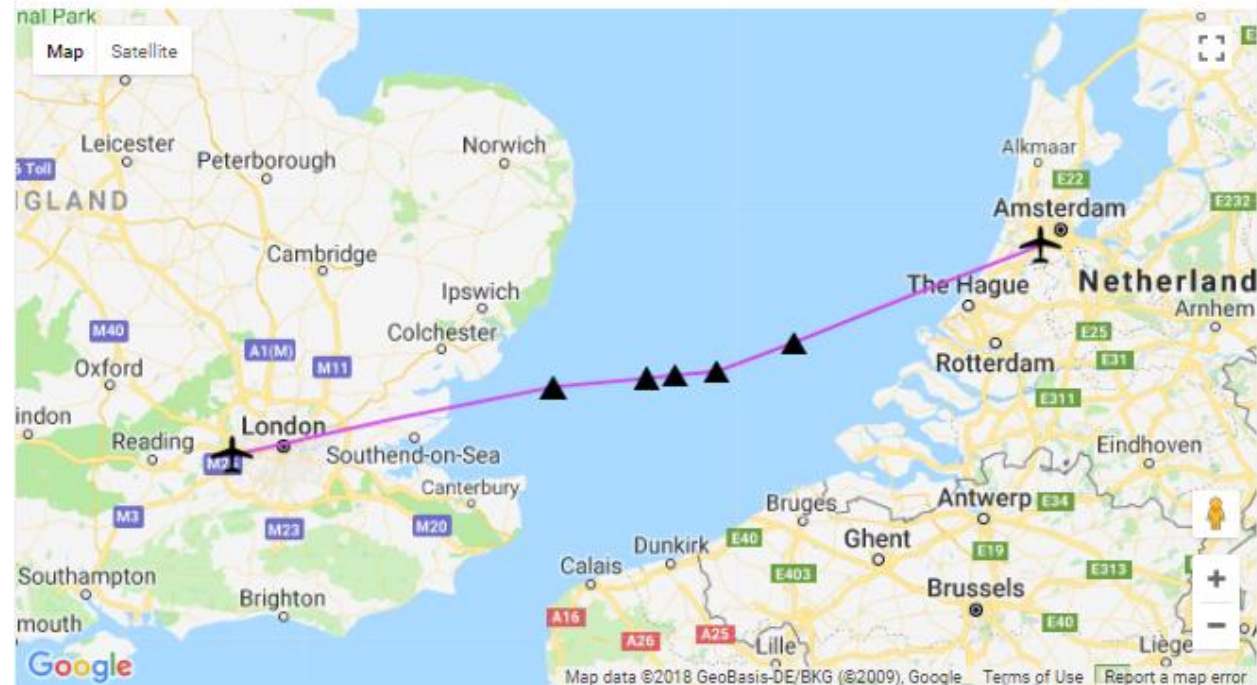 nal Park
Map Satellite
Leicester
Norwich
Alkmaar
Peterborough
6 Toll
E22
IGLAND
E232
Amsterdam
Cambridge
The Hague
Netherland
Ipswich
Arnhem
M40
Colchester
E25
A1(M)
M11
Rotterdam
E31
Oxford
E311
indon
London
Reading
Eindhoven
Southend-on-Sea
Canterbury
Antwerp
E34
M3
M23
M20
Bruges
Ghent
E40
Dunkirk
E19
Calais
E403
E313
Southampton
Brussels
Brighton
A16
E40
mouth
A26
A25
Lille
Liège
Google
Map data ©2018 GeoBasis-DE/BKG (©2009), Google Terms of Use Report a map error